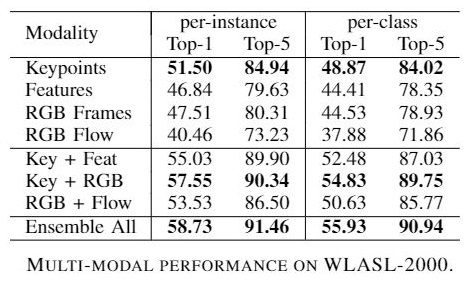 Modality per-instance per-class
Top-1 Top-5 Top-1 Top-5
Keypoints 51.50 84.94 48.87 84.02
Features 46.84 79.63 44.41 78.35
RGB Frames 47.51 80.31 44.53 78.93
RGB Flow 40.46 73.23 37.88 71.86
Key + Feat 55.03 89.90 52.48 87.03
Key + RGB 57.55 90.34 54.83 89.75
RGB + Flow 53.53 86.50 50.63 85.77
Ensemble All 58.73 91.46 55.93 90.94
MULTI-MODAL PERFORMANCE ON WLASL-2000.